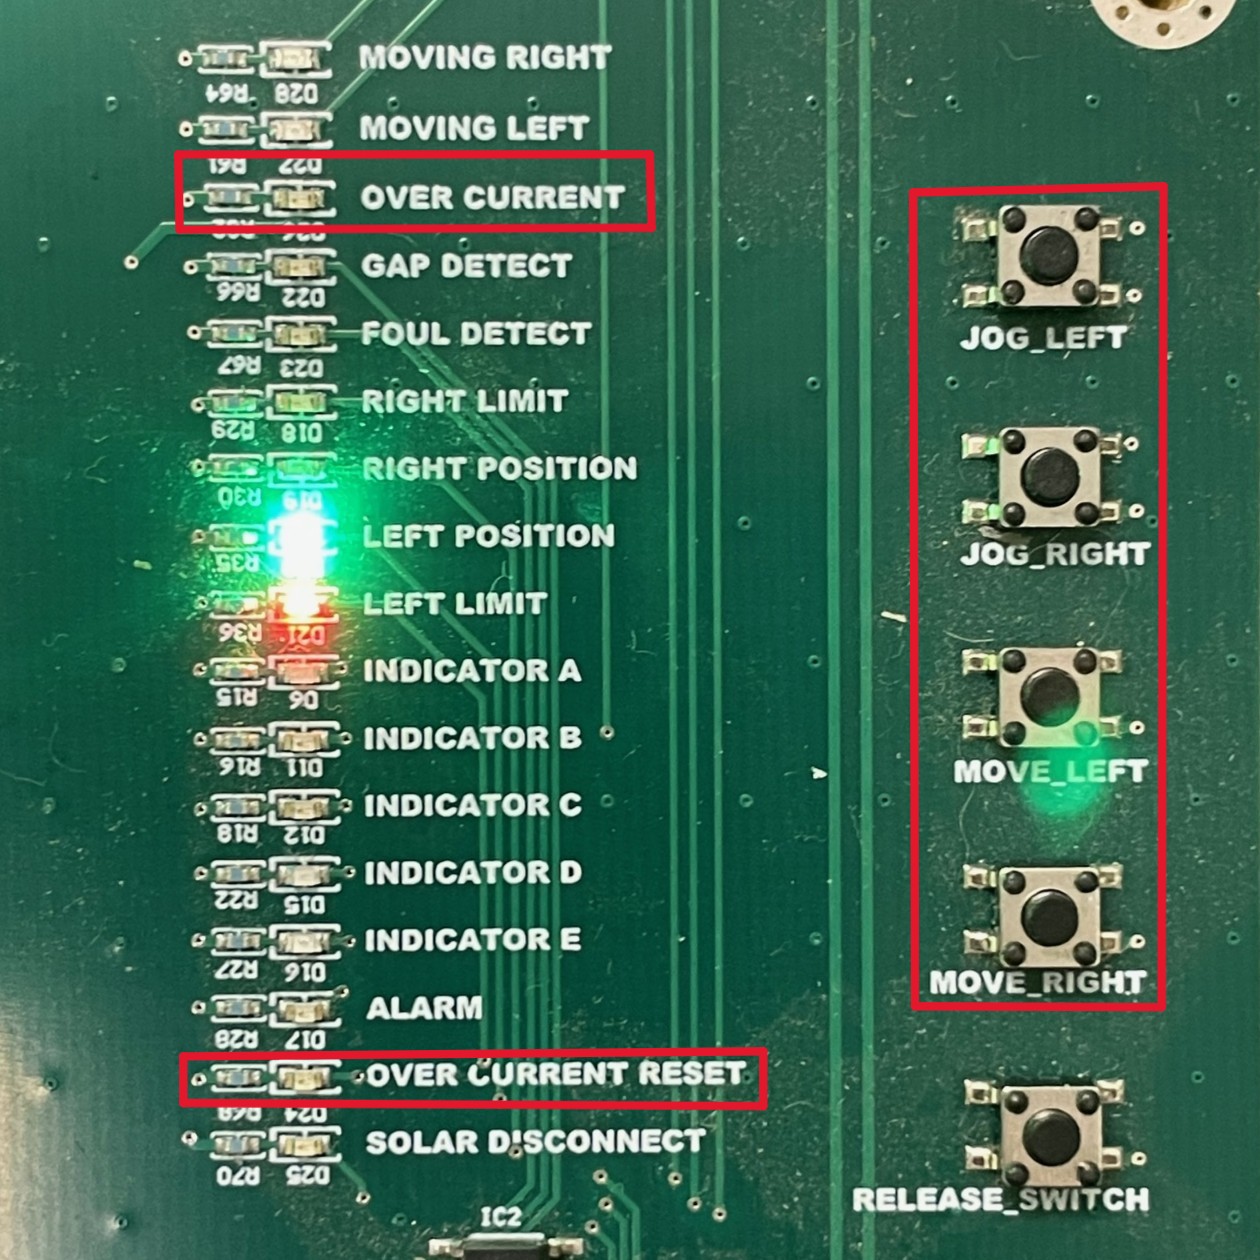 MOVING RIGHT
R64 D28
MOVING LEFT
R61 D27
OVER CURRENT
GAP DETECT
R66 D22
FOUL DETECT
R67 D23
RIGHT LIMIT
R29 D18
RIGHT POSITION
R30 D19
LEFT POSITION
R35
LEFT LIMIT
R36 D21
INDICATOR A
R15 D6
INDICATOR B
R16 D11
INDICATOR C
R18 D12
INDICATOR D
R22 D15
INDICATOR E
R27 D16
ALARM
R28 D17
OVER CURRENT RESET
R68 D24
SOLAR DISCONNECT
R70 D25
IC2
JOG_LEFT
JOG_RIGHT
MOVE_LEFT
MOVE_RIGHT
RELEASE_SWITCH